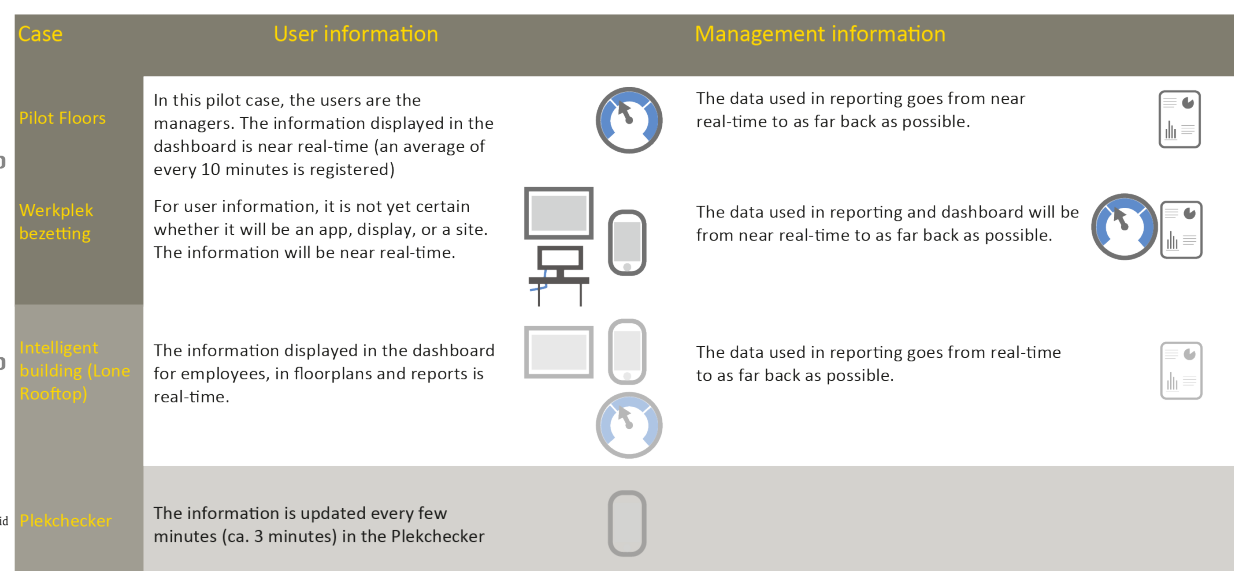 Case
User information
Management information
Pilot Floors
In this pilot case, the users are the
managers. The information displayed in the
dashboard is near real-time (an average of
every 10 minutes is registered)
The data used in reporting goes from near
real-time to as far back as possible.
Werkplek
bezetting
For user information, it is not yet certain
whether it will be an app, display, or a site.
The information will be near real-time.
The data used in reporting and dashboard will be
from near real-time to as far back as possible.
Intelligent
building (Lone
Rooftop)
The information displayed in the dashboard
for employees, in floorplans and reports is
real-time.
The data used in reporting goes from real-time
to as far back as possible.
id
Plekchecker
The information is updated every few
minutes (ca. 3 minutes) in the Plekchecker